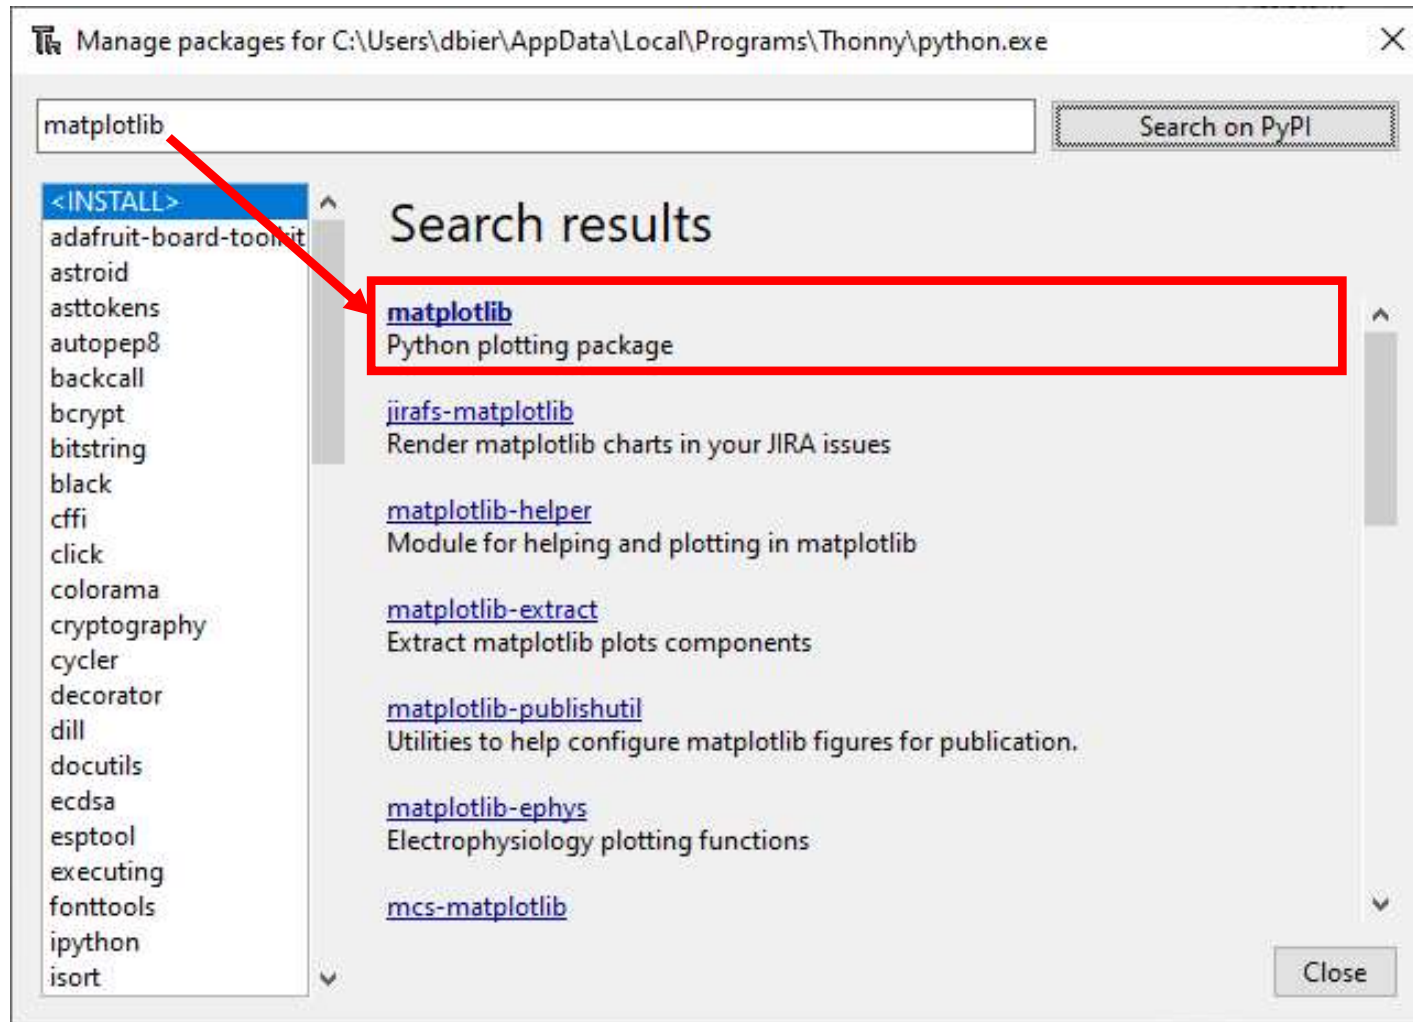 Manage packages for C:\Users\dbier\AppData\Local\Programs\Thonny\python.exe
matplotlib
Search on PyPI
<INSTALL>
adafruit-board-toolkit
astroid
asttokens
autopep8
backcall
bcrypt
bitstring
black
cffi
click
colorama
cryptography
cycler
decorator
dill
docutils
ecdsa
esptool
executing
fonttools
ipython
isort
Search results
matplotlib
Python plotting package
jirafs-matplotlib
Render matplotlib charts in your JIRA issues
matplotlib-helper
Module for helping and plotting in matplotlib
matplotlib-extract
Extract matplotlib plots components
matplotlib-publishutil
Utilities to help configure matplotlib figures for publication.
matplotlib-ephys
Electrophysiology plotting functions
mcs-matplotlib
Close